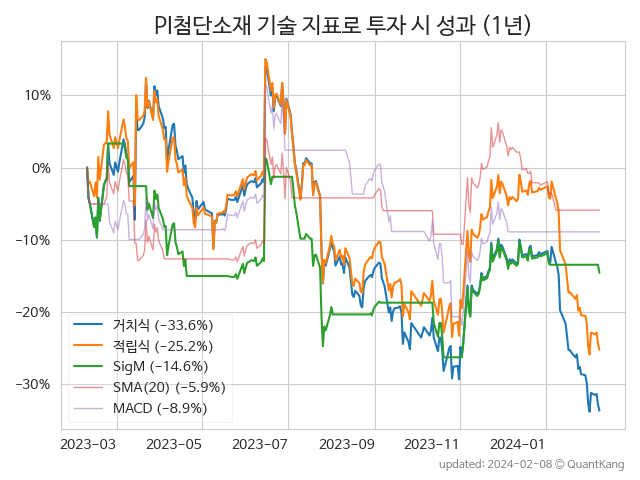 PI첨단소재 기술 지표로 투자 시 성과 (1년)
10%
0%
−10%
−20%
−30%
거치식 (−33.6%)
적립식 (−25.2%)
SigM (−14.6%)
SMA(20) (−5.9%)
MACD (−8.9%)
2023−03 2023−05 2023−07 2023−09 2023−11 2024−01
updated: 2024−02−08 © QuantKang